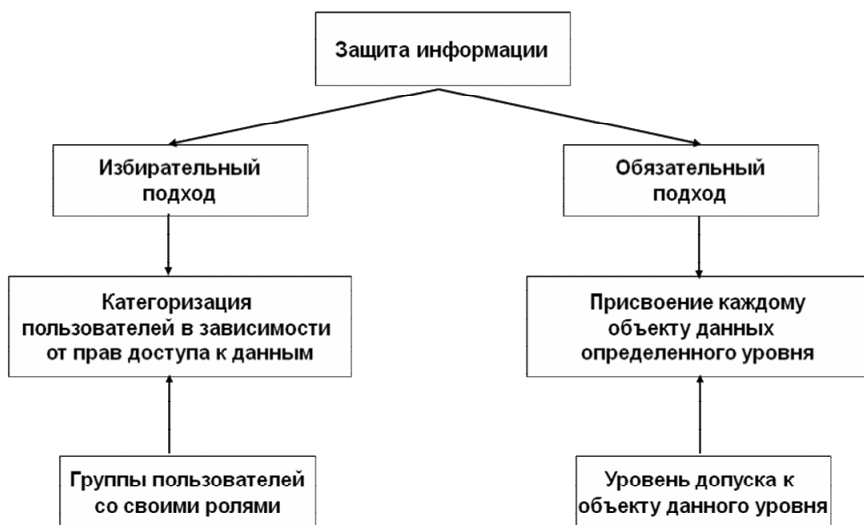 Защита информации
Избирательный
подход
Обязательный
подход
Категоризация
пользователей в зависимости
от прав доступа к данным
Присвоение каждому
объекту данных
определенного уровня
Группы пользователей
со своими ролями
Уровень допуска к
объекту данного уровня